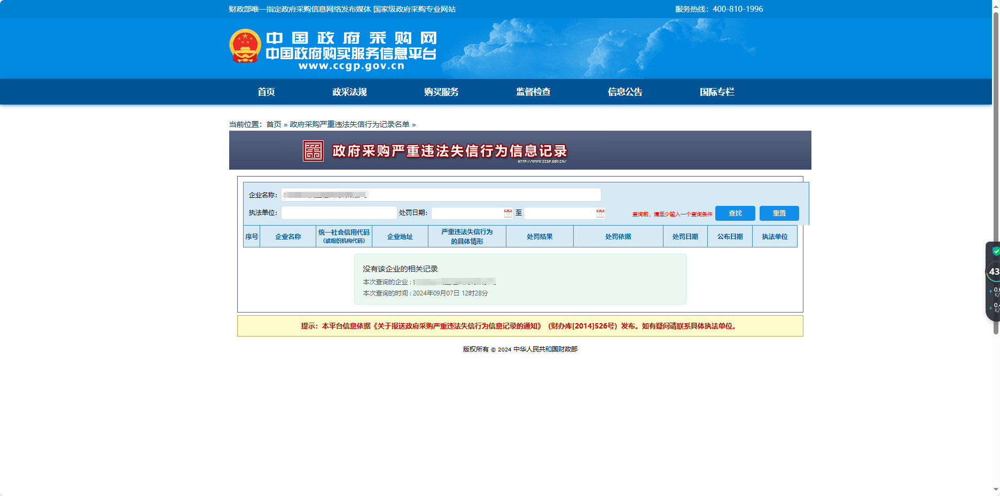 财政部唯一指定政府采购信息网络发布媒体 国家级政府采购专业网站
服务热线：400-810-1996
中国政府采购网
中国政府购买服务信息平台
www.ccgp.gov.cn
首页 政采法规 购买服务 监督检查 信息公告 国际专栏
当前位置：首页 » 政府采购严重违法失信行为记录名单 »
政府采购严重违法失信行为信息记录
HTTP://WWW.CCGP.GOV.CN/
企业名称：
执法单位： 处罚日期： 至 查询前，请至少输入一个查询条件 查找 重置
序号 企业名称 统一社会信用代码 （或组织机构代码） 企业地址 严重违法失信行为 的具体情形 处罚结果 处罚依据 处罚日期 公布日期 执法单位
没有该企业的相关记录
本次查询的企业 :
本次查询的时间 : 2024年09月07日 12时28分
43
提示：本平台信息依据《关于报送政府采购严重违法失信行为信息记录的通知》（财办库[2014]526号）发布。如有疑问请联系具体执法单位。
版权所有 © 2024 中华人民共和国财政部